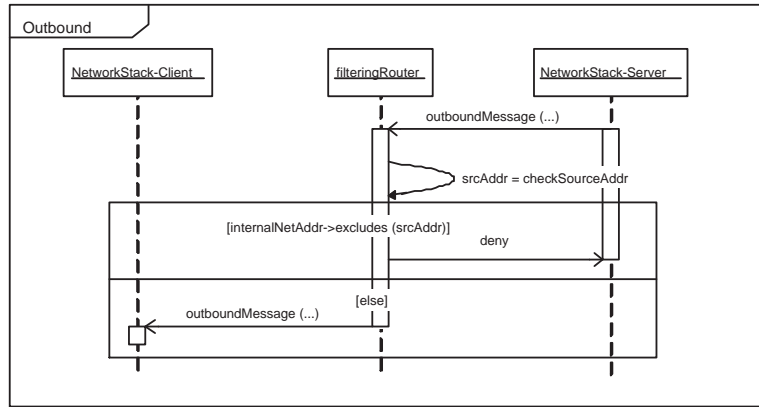 Outbound
NetworkStack-Client
filteringRouter
NetworkStack-Server
outboundMessage (...)
srcAddr = checkSourceAddr
[internalNetAddr->excludes (srcAddr)]
deny
[else]
outboundMessage (...)